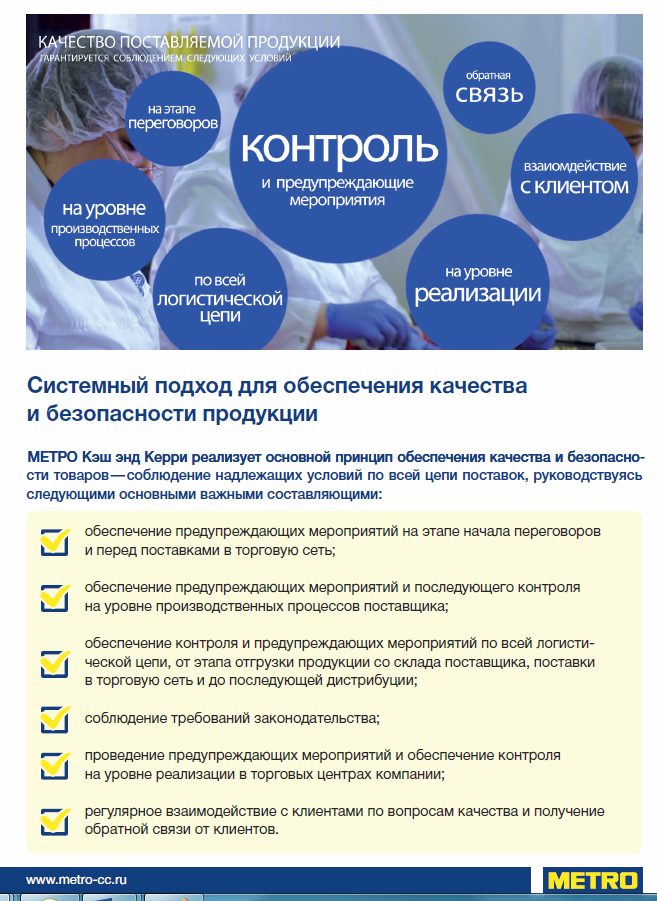 КАЧЕСТВО ПОСТАВЛЯЕМОЙ ПРОДУКЦИИ
ГАРАНТИРУЕТСЯ СОБЛЮДЕНИЕМ СЛЕДУЮЩИХ УСЛОВИЙ
на этапе
переговоров
контроль
и предупреждающие
мероприятия
обратная
связь
взаиомдействие
с клиентом
на уровне
производственных
процессов
по всей
логистической
цепи
на уровне
реализации
Системный подход для обеспечения качества
и безопасности продукции
МЕТРО Кэш энд Керри реализует основной принцип обеспечения качества и безопасно-
сти товаров — соблюдение надлежащих условий по всей цепи поставок, руководствуясь
следующими основными важными составляющими:
обеспечение предупреждающих мероприятий на этапе начала переговоров
и перед поставками в торговую сеть;
обеспечение предупреждающих мероприятий и последующего контроля
на уровне производственных процессов поставщика;
обеспечение контроля и предупреждающих мероприятий по всей логисти-
ческой цепи, от этапа отгрузки продукции со склада поставщика, поставки
в торговую сеть и до последующей дистрибуции;
соблюдение требований законодательства;
проведение предупреждающих мероприятий и обеспечение контроля
на уровне реализации в торговых центрах компании;
регулярное взаимодействие с клиентами по вопросам качества и получение
обратной связи от клиентов.
www.metro-cc.ru
METRO